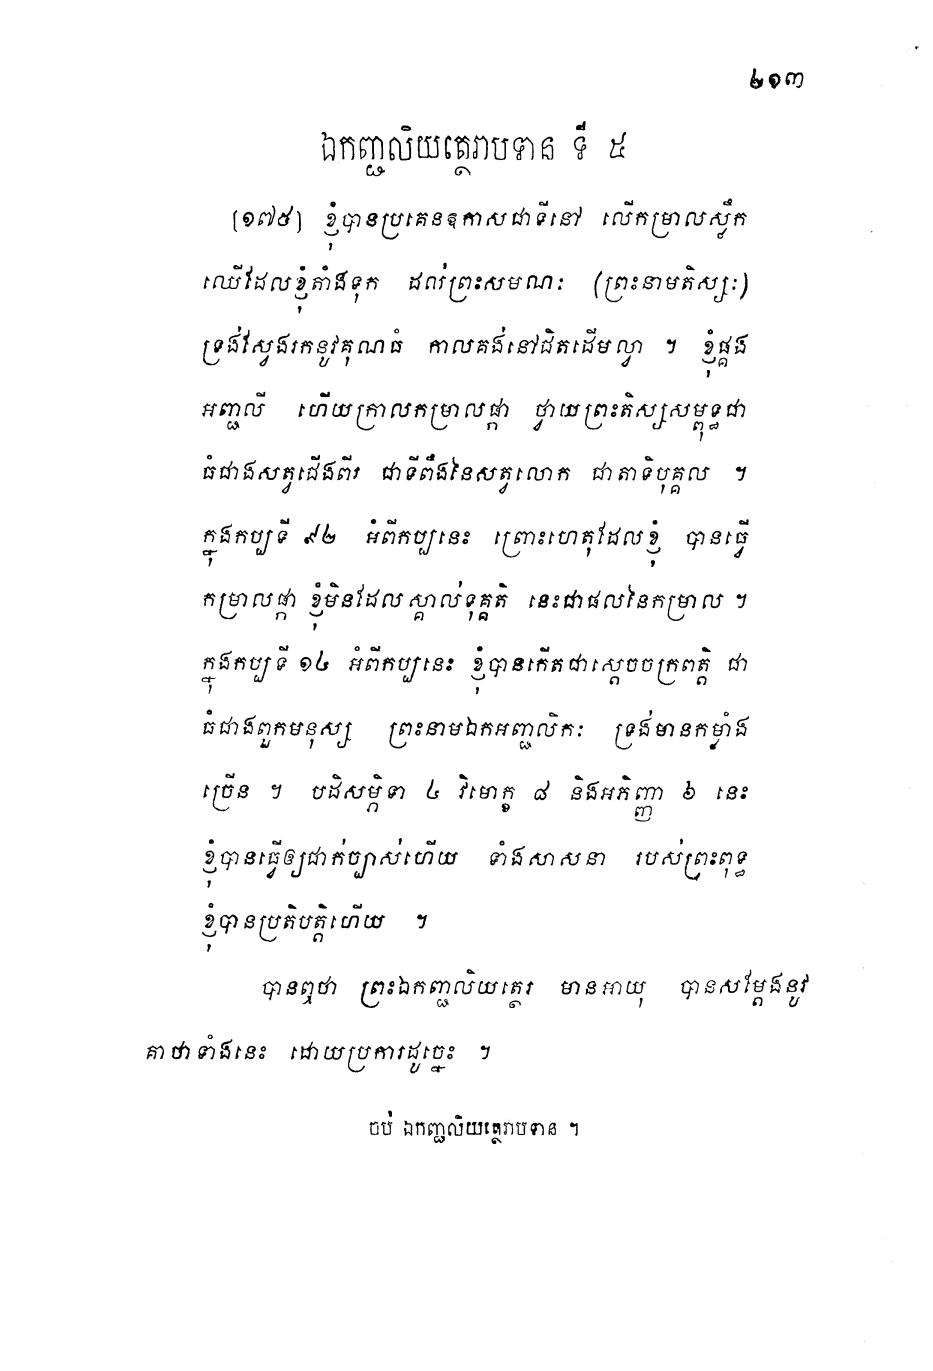 ២១៣
ឯកញ្ជលិយត្ថេរាបទាន ទី ៥
[១៧៥] ខ្ញុំបានប្រគេនឱកាសជាទីនៅ លើកម្រាលស្លឹក
ឈើដែលខ្ញុំតាំងទុក ដល់ព្រះសមណៈ (ព្រះនាមតិស្សៈ)
ទ្រង់ស្វែងរកនូវគុណធំ កាលគង់នៅជិតដើមល្វា ។ ខ្ញុំផ្គង
អញ្ជលី ហើយក្រាលកម្រាលផ្កា ថ្វាយព្រះតិស្សសម្ពុទ្ធជា
ធំជាងសត្វជើងពីរ ជាទីពឹងនៃសត្វលោក ជាតាទិបុគ្គល ។
ក្នុងកប្បទី ៩២ អំពីកប្បនេះ ព្រោះហេតុដែលខ្ញុំ បានធ្វើ
កម្រាលផ្កា ខ្ញុំមិនដែលស្គាល់ទុគ្គតិ នេះជាផលនៃកម្រាល ។
ក្នុងកប្បទី ១៤ អំពីកប្បនេះ ខ្ញុំបានកើតជាស្តេចចក្រពត្តិ ជា
ធំជាងពួកមនុស្ស ព្រះនាមឯកអញ្ជលិកៈ ទ្រង់មានកម្លាំង
ច្រើន ។ បដិសម្ភិទា ៤ វិមោក្ខ ៨ និងអភិញ្ញា ៦ នេះ
ខ្ញុំបានធ្វើឲ្យជាក់ច្បាស់ហើយ ទាំងសាសនា របស់ព្រះពុទ្ធ
ខ្ញុំបានប្រតិបត្តិហើយ ។
បានឮថា ព្រះឯកញ្ជលិយត្ថេរ មានអាយុ បានសម្តែងនូវ
គាថាទាំងនេះ ដោយប្រការដូច្នេះ ។
ចប់ ឯកញ្ជលិយត្ថេរាបទាន ។